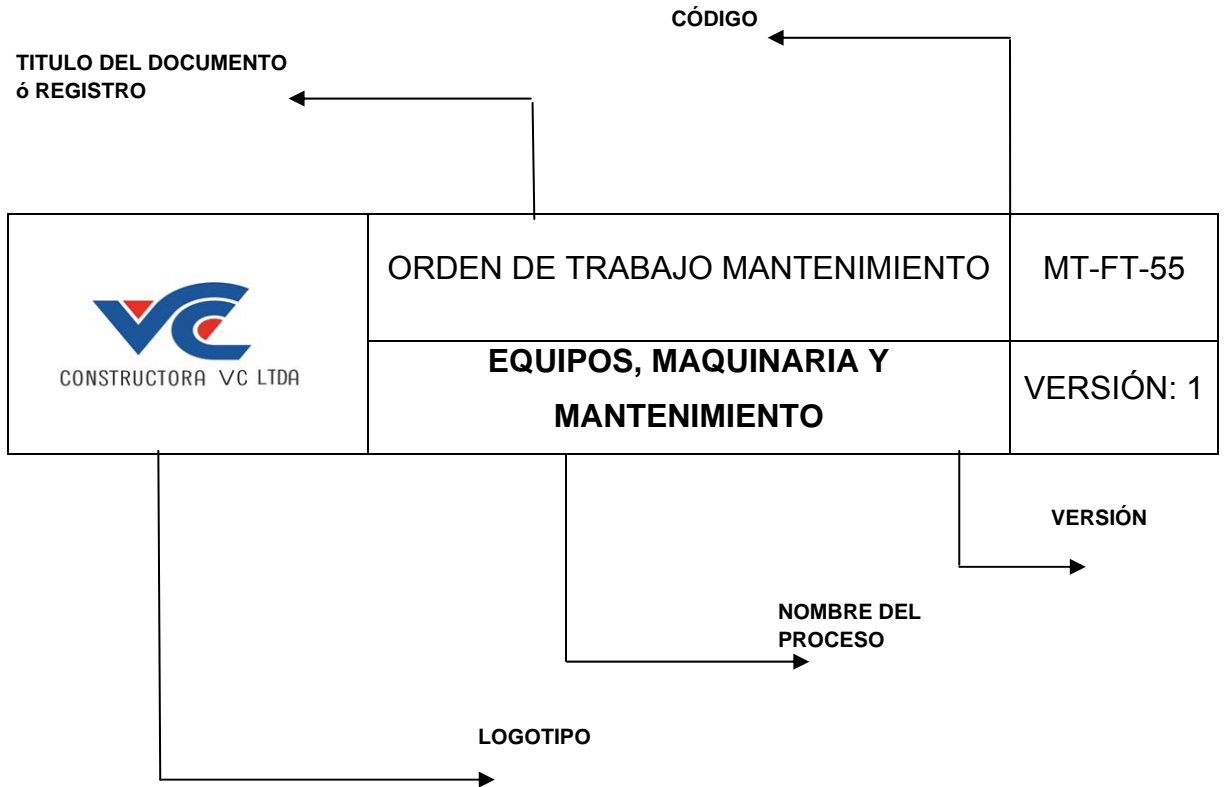 CÓDIGO
TITULO DEL DOCUMENTO
ó REGISTRO
ORDEN DE TRABAJO MANTENIMIENTO
MT-FT-55
CONSTRUCTORA VC LTDA
EQUIPOS, MAQUINARIA Y
MANTENIMIENTO
VERSIÓN: 1
VERSIÓN
NOMBRE DEL
PROCESO
LOGOTIPO